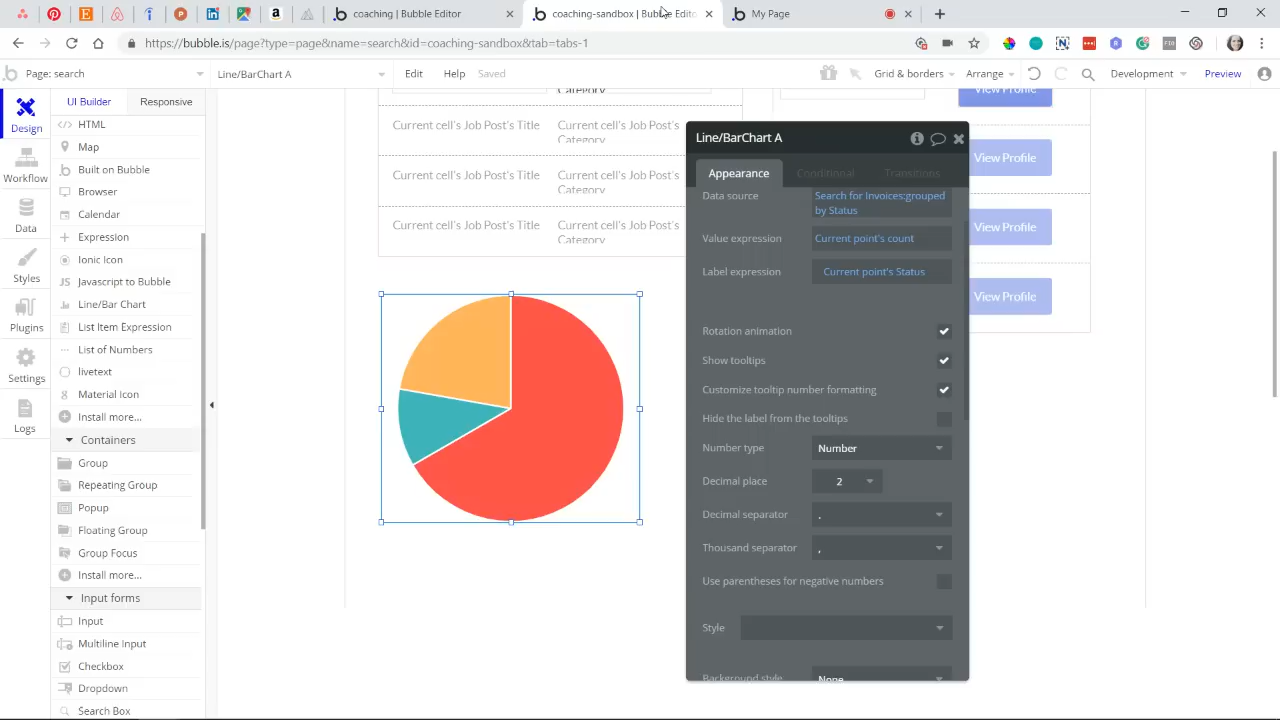 coaching | Bubble Editor
coaching-sandbox | Bubble Editor
My Page
https://bubble.is/page?type=page&name=search&id=coaching-sandbox&tab=tabs-1
Page: search
Line/BarChart A
Edit
Help
Saved
Grid & borders
Arrange
Development
Preview
Design
Workflow
Data
Styles
Plugins
Settings
Logs
UI Builder
Responsive
HTML
Map
Built on Bubble
Browse...
Calendar
Expression
Ionic Icon
Javascript
Line/Bar Chart
List Item Expression
List of Numbers
livetext
Install more...
Containers
Group
Repeating Group
Popup
Floating Group
Group Focus
Install more...
Input forms
Input
Multiline Input
Checkbox
Dropdown
Search Box
Category
Current cell's Job Post's Title
Current cell's Job Post's
Category
Current cell's Job Post's Title
Current cell's Job Post's
Category
Current cell's Job Post's Title
Current cell's Job Post's
Category
View Profile
View Profile
View Profile
View Profile
Line/BarChart A
Appearance
Conditional
Transitions
Data source
Search for Invoices:grouped
by Status
Value expression
Current point's count
Label expression
Current point's Status
Rotation animation
Show tooltips
Customize tooltip number formatting
Hide the label from the tooltips
Number type
Number
Decimal place
2
Decimal separator
.
Thousand separator
,
Use parentheses for negative numbers
Style
Background style
None